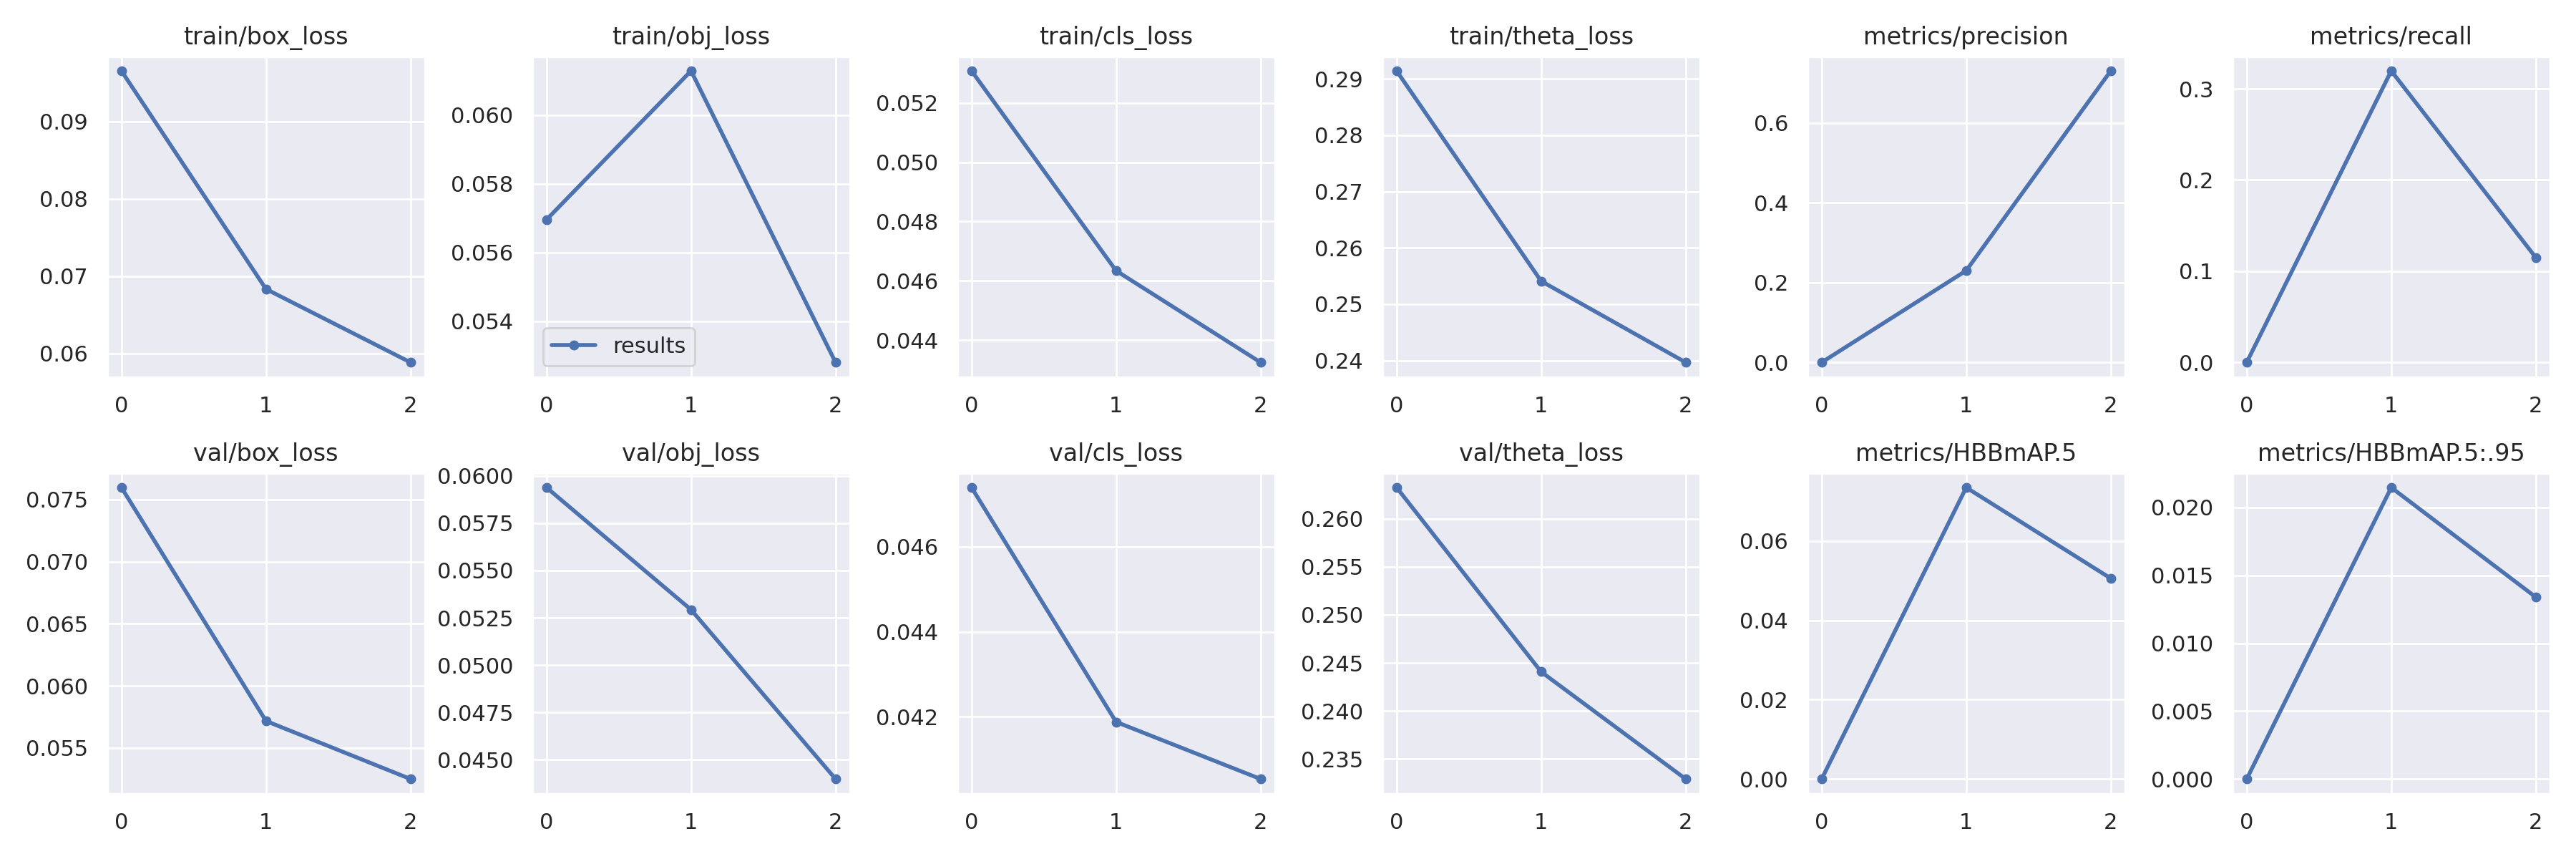 train/box_loss
0.09
0.08
0.07
0.06
0 1 2
train/obj_loss
0.060
0.058
0.056
0.054
results
0 1 2
train/cls_loss
0.052
0.050
0.048
0.046
0.044
0 1 2
train/theta_loss
0.29
0.28
0.27
0.26
0.25
0.24
0 1 2
metrics/precision
0.6
0.4
0.2
0.0
0 1 2
metrics/recall
0.3
0.2
0.1
0.0
0 1 2
val/box_loss
0.075
0.070
0.065
0.060
0.055
0 1 2
val/obj_loss
0.0600
0.0575
0.0550
0.0525
0.0500
0.0475
0.0450
0 1 2
val/cls_loss
0.046
0.044
0.042
0 1 2
val/theta_loss
0.260
0.255
0.250
0.245
0.240
0.235
0 1 2
metrics/HBBmAP.5
0.06
0.04
0.02
0.00
0 1 2
metrics/HBBmAP.5:.95
0.020
0.015
0.010
0.005
0.000
0 1 2